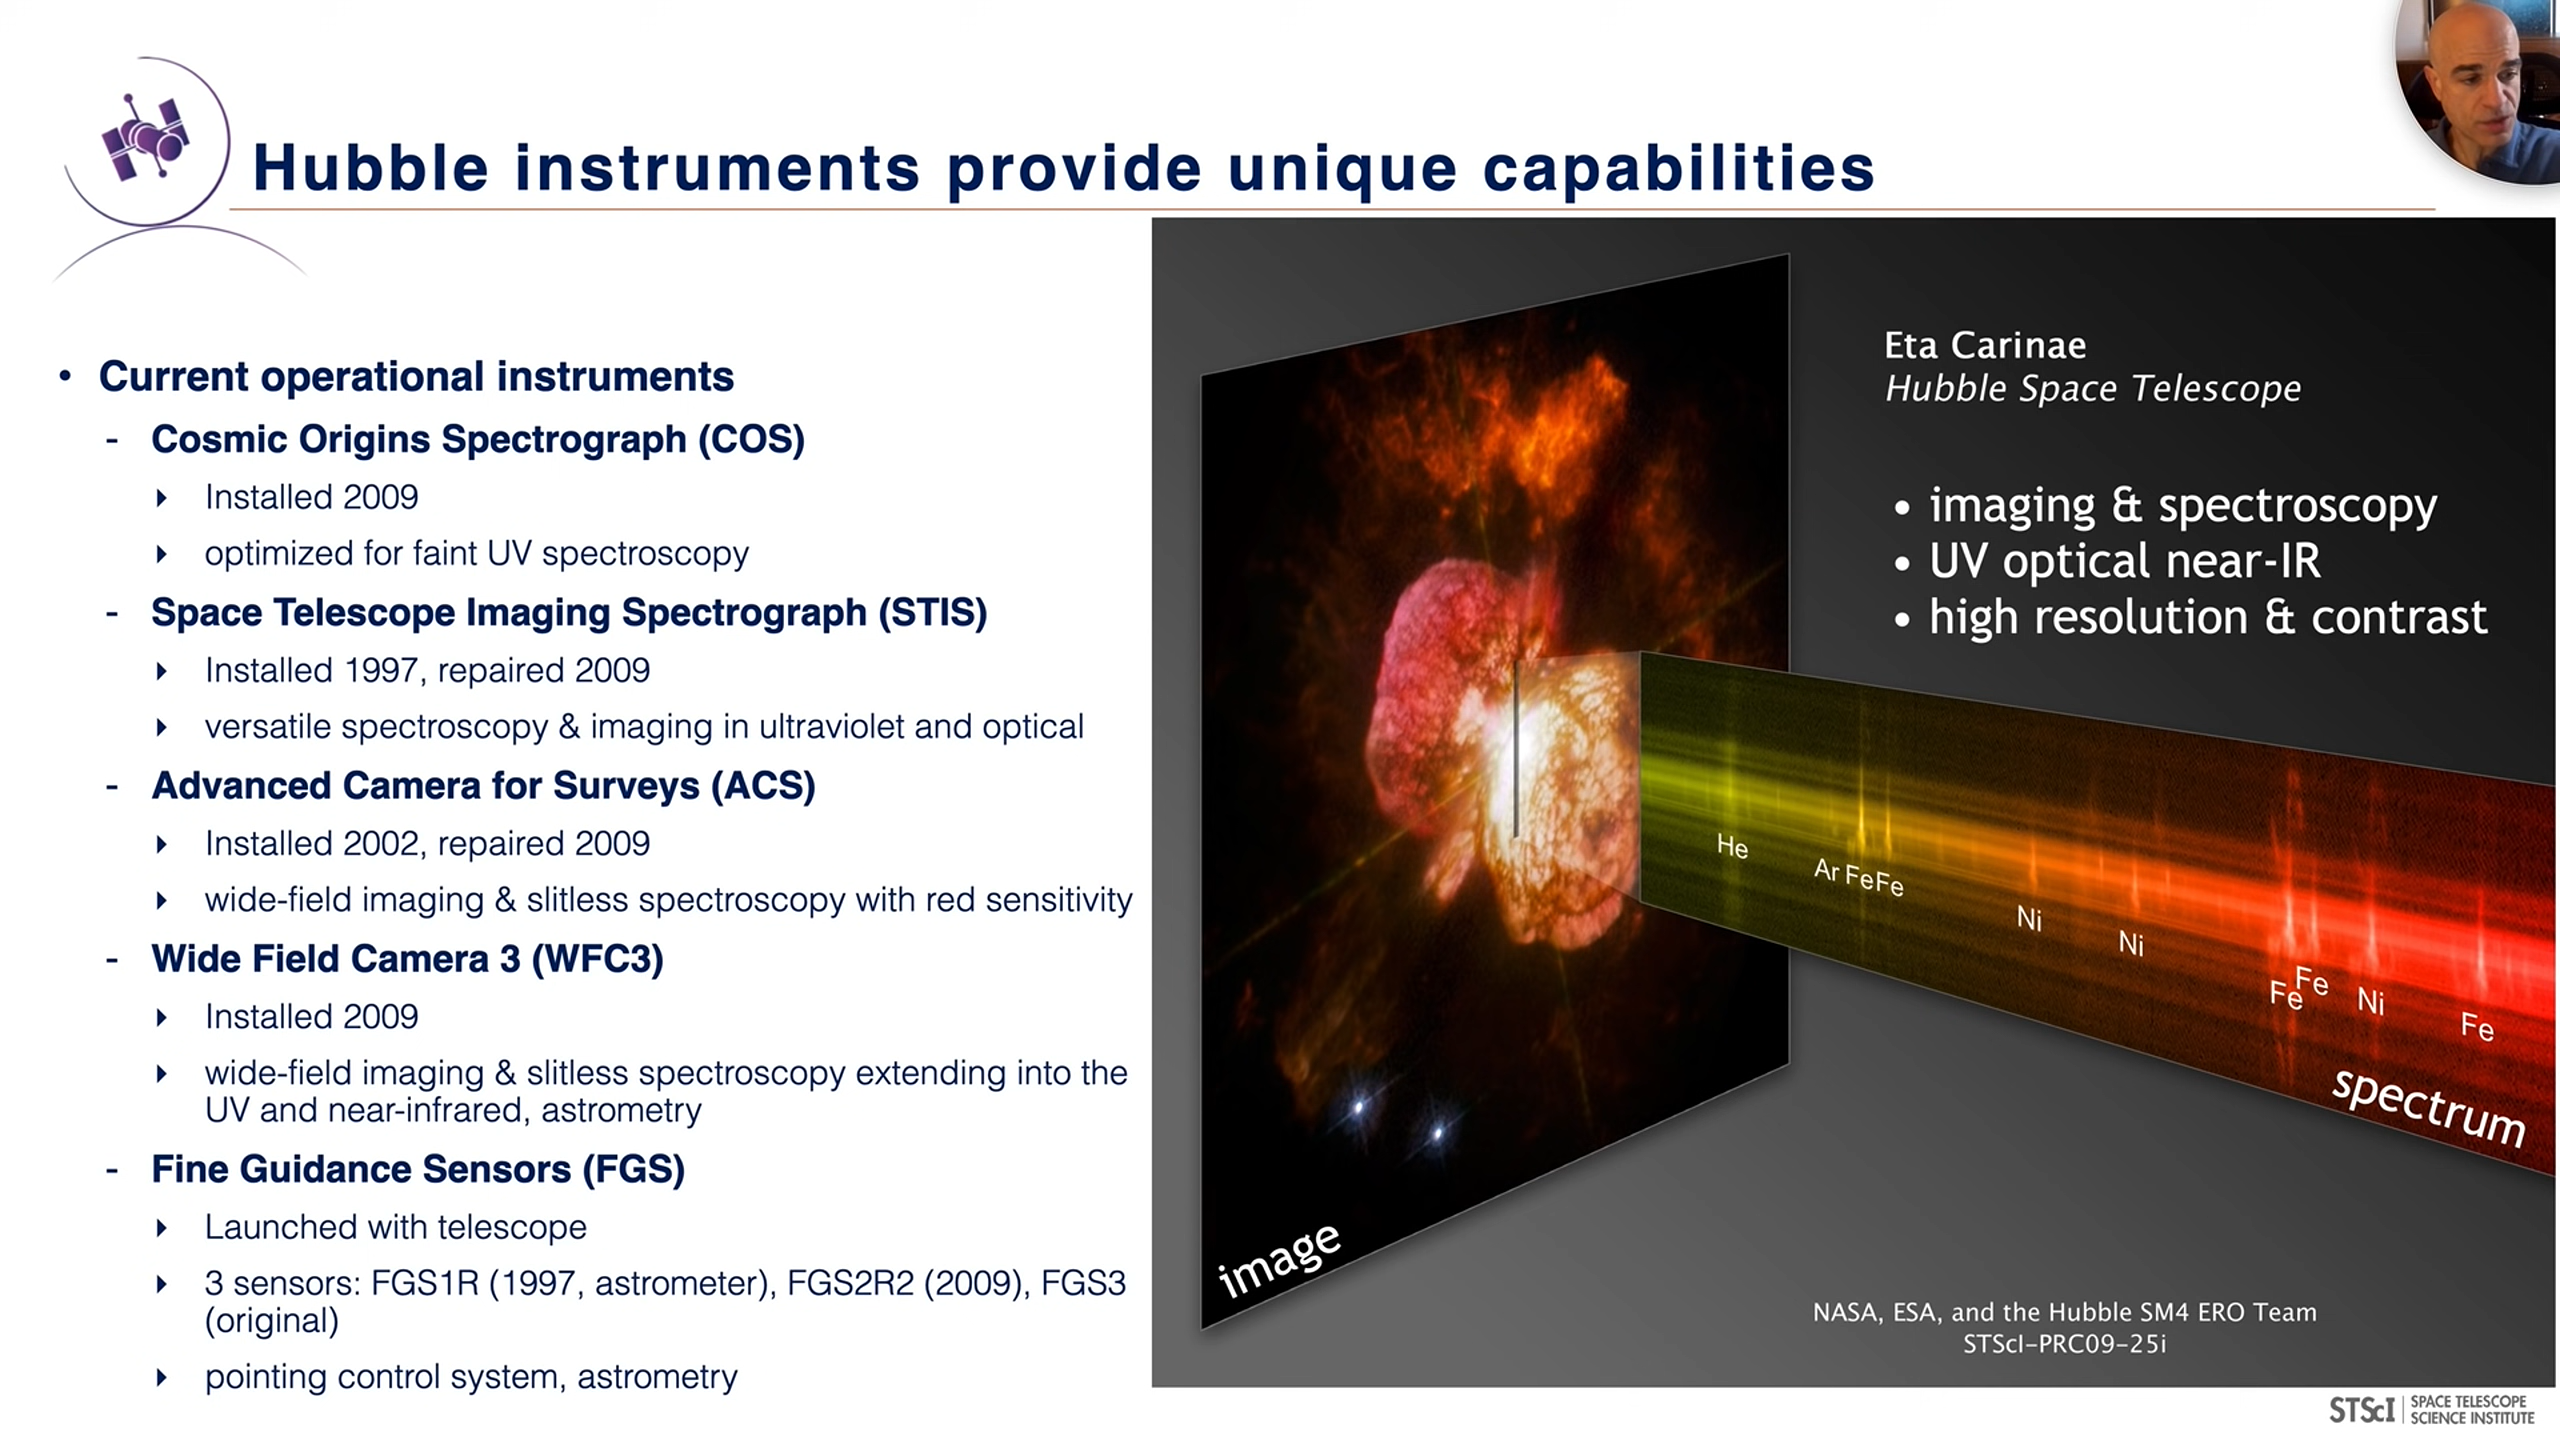 Hubble instruments provide unique capabilities
• Current operational instruments
- Cosmic Origins Spectrograph (COS)
Installed 2009
optimized for faint UV spectroscopy
- Space Telescope Imaging Spectrograph (STIS)
Installed 1997, repaired 2009
versatile spectroscopy & imaging in ultraviolet and optical
- Advanced Camera for Surveys (ACS)
Installed 2002, repaired 2009
wide-field imaging & slitless spectroscopy with red sensitivity
- Wide Field Camera 3 (WFC3)
Installed 2009
wide-field imaging & slitless spectroscopy extending into the
UV and near-infrared, astrometry
- Fine Guidance Sensors (FGS)
Launched with telescope
3 sensors: FGS1R (1997, astrometer), FGS2R2 (2009), FGS3
(original)
pointing control system, astrometry
Eta Carinae
Hubble Space Telescope
• imaging & spectroscopy
• UV optical near-IR
• high resolution & contrast
He
Ar Fe Fe
Ni
Ni
Fe
Fe
Ni
Fe
spectrum
image
NASA, ESA, and the Hubble SM4 ERO Team
STScI-PRC09-25i
STScI | SPACE TELESCOPE
SCIENCE INSTITUTE